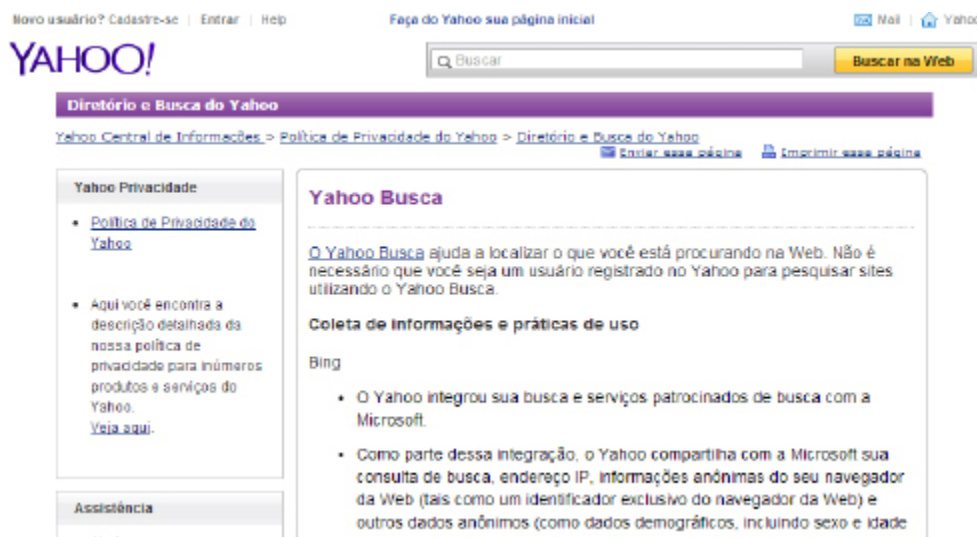 Novo usuário? Cadastre-se | Entrar | Help
Faça do Yahoo sua página inicial
Mail | Yahoo
YAHOO!
Buscar
Buscar na Web
Diretório e Busca do Yahoo
Yahoo Central de Informações > Política de Privacidade do Yahoo > Diretório e Busca do Yahoo
Enviar esse página Imprimir esse página
Yahoo Privacidade
• Política de Privacidade do
Yahoo
• Aqui você encontra a
descrição detalhada da
nossa política de
privacidade para inúmeros
produtos e serviços do
Yahoo.
Veja aqui.
Assistência
Yahoo Busca
O Yahoo Busca ajuda a localizar o que você está procurando na Web. Não é
necessário que você seja um usuário registrado no Yahoo para pesquisar sites
utilizando o Yahoo Busca.
Coleta de informações e práticas de uso
Bing
• O Yahoo integrou sua busca e serviços patrocinados de busca com a
Microsoft.
• Como parte dessa integração, o Yahoo compartilha com a Microsoft sua
consulta de busca, endereço IP, informações anônimas do seu navegador
da Web (tais como um identificador exclusivo do navegador da Web) e
outros dados anônimos (como dados demográficos, incluindo sexo e idade